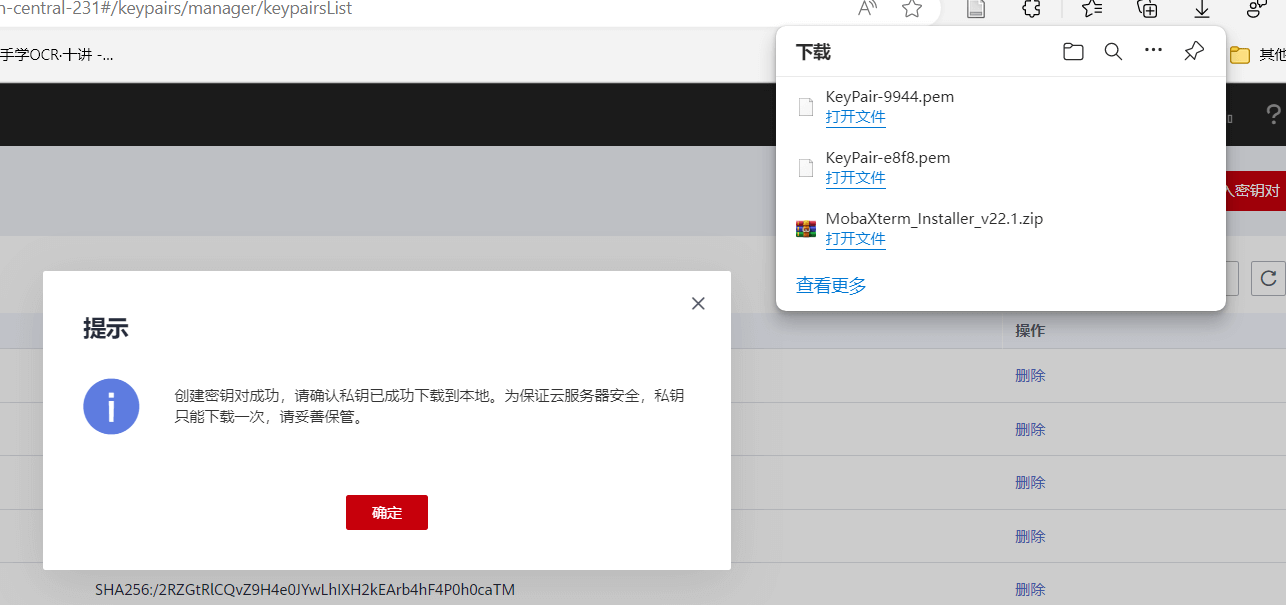 n-central-231#/keypairs/manager/keypairsList
手学OCR·十讲 -...
其他
下载
KeyPair-9944.pem
打开文件
KeyPair-e8f8.pem
打开文件
MobaXterm_Installer_v22.1.zip
打开文件
查看更多
入密钥对
提示
创建密钥对成功，请确认私钥已成功下载到本地。为保证云服务器安全，私钥
只能下载一次，请妥善保管。
确定
操作
删除
删除
删除
删除
SHA256:/2RZGtRlCQvZ9H4e0JYwLhIXH2kEArb4hF4P0h0caTM
删除